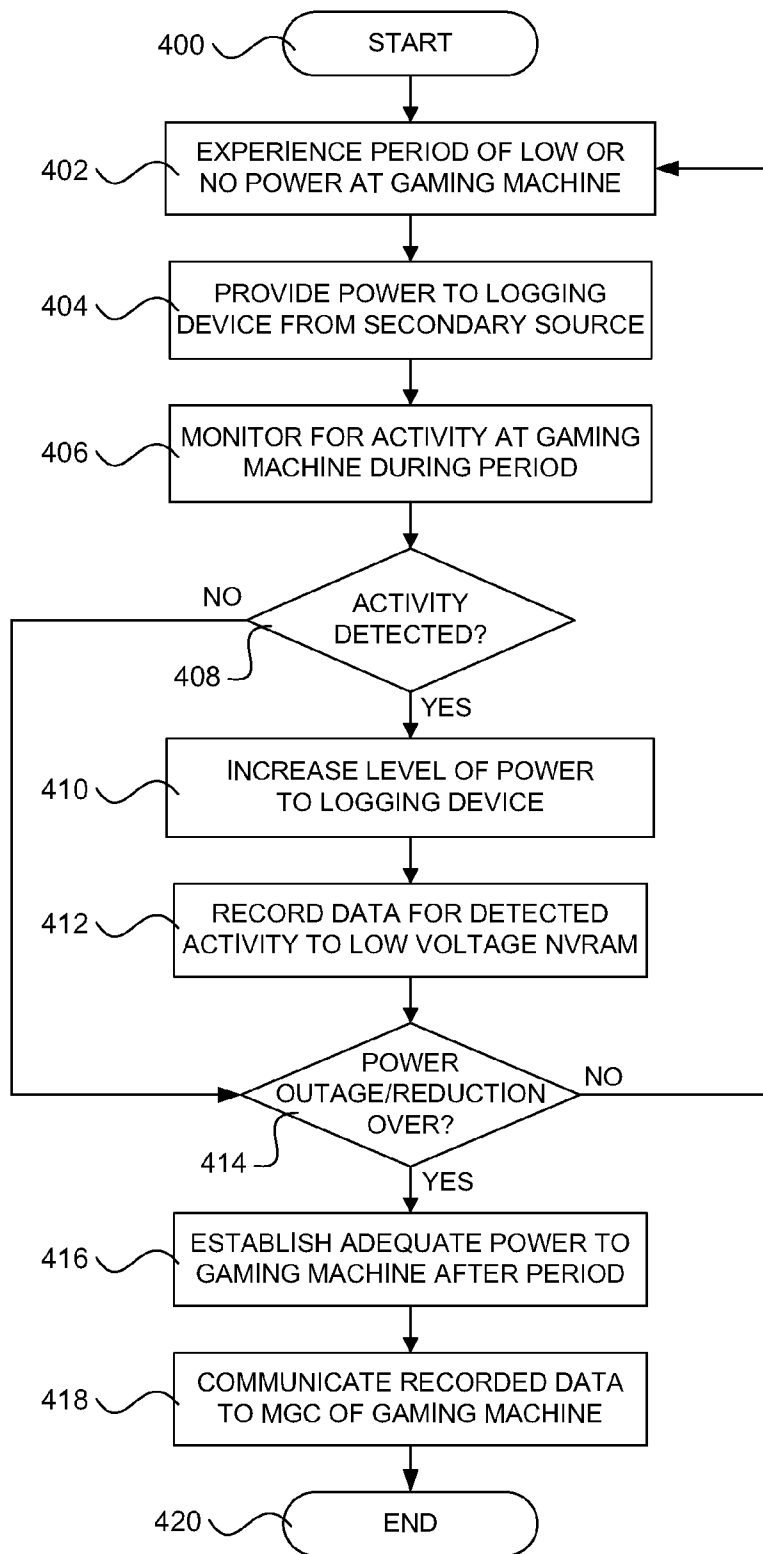 400
START
402
EXPERIENCE PERIOD OF LOW OR
NO POWER AT GAMING MACHINE
404
PROVIDE POWER TO LOGGING
DEVICE FROM SECONDARY SOURCE
406
MONITOR FOR ACTIVITY AT GAMING
MACHINE DURING PERIOD
NO
ACTIVITY
DETECTED?
408
YES
410
INCREASE LEVEL OF POWER
TO LOGGING DEVICE
412
RECORD DATA FOR DETECTED
ACTIVITY TO LOW VOLTAGE NVRAM
POWER
OUTAGE/REDUCTION
OVER?
NO
414
YES
416
ESTABLISH ADEQUATE POWER TO
GAMING MACHINE AFTER PERIOD
418
COMMUNICATE RECORDED DATA
TO MGC OF GAMING MACHINE
420
END